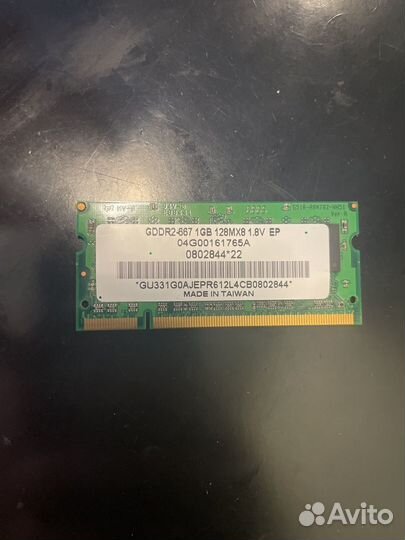 GDDR2-667 1GB 128MX8 1.8V EP
04G00161765A
0802844*22
*GU331G0AJEPR612L4CB0802844*
MADE IN TAIWAN
Avito